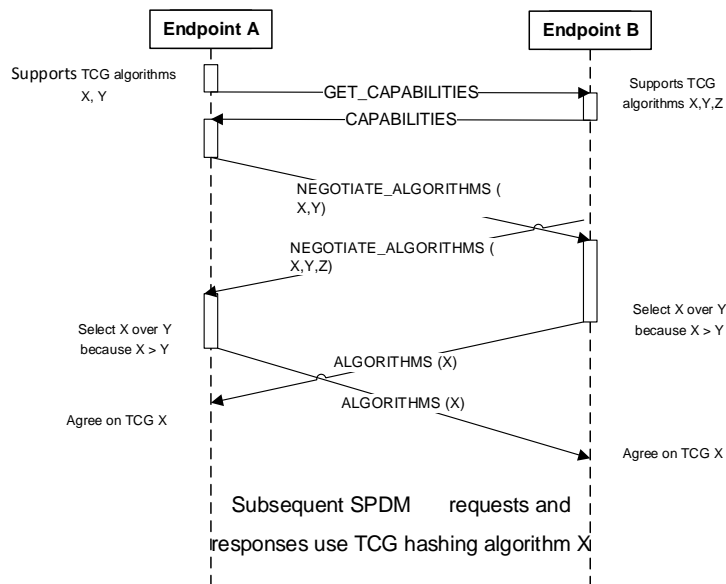 Endpoint A
Endpoint B
Supports TCG algorithms
X, Y
Supports TCG
algorithms X,Y,Z
GET_CAPABILITIES
CAPABILITIES
NEGOTIATE_ALGORITHMS (
X,Y)
NEGOTIATE_ALGORITHMS (
X,Y,Z)
Select X over Y
because X > Y
Select X over Y
because X > Y
ALGORITHMS (X)
ALGORITHMS (X)
Agree on TCG X
Agree on TCG X
Subsequent SPDM requests and
responses use TCG hashing algorithm X